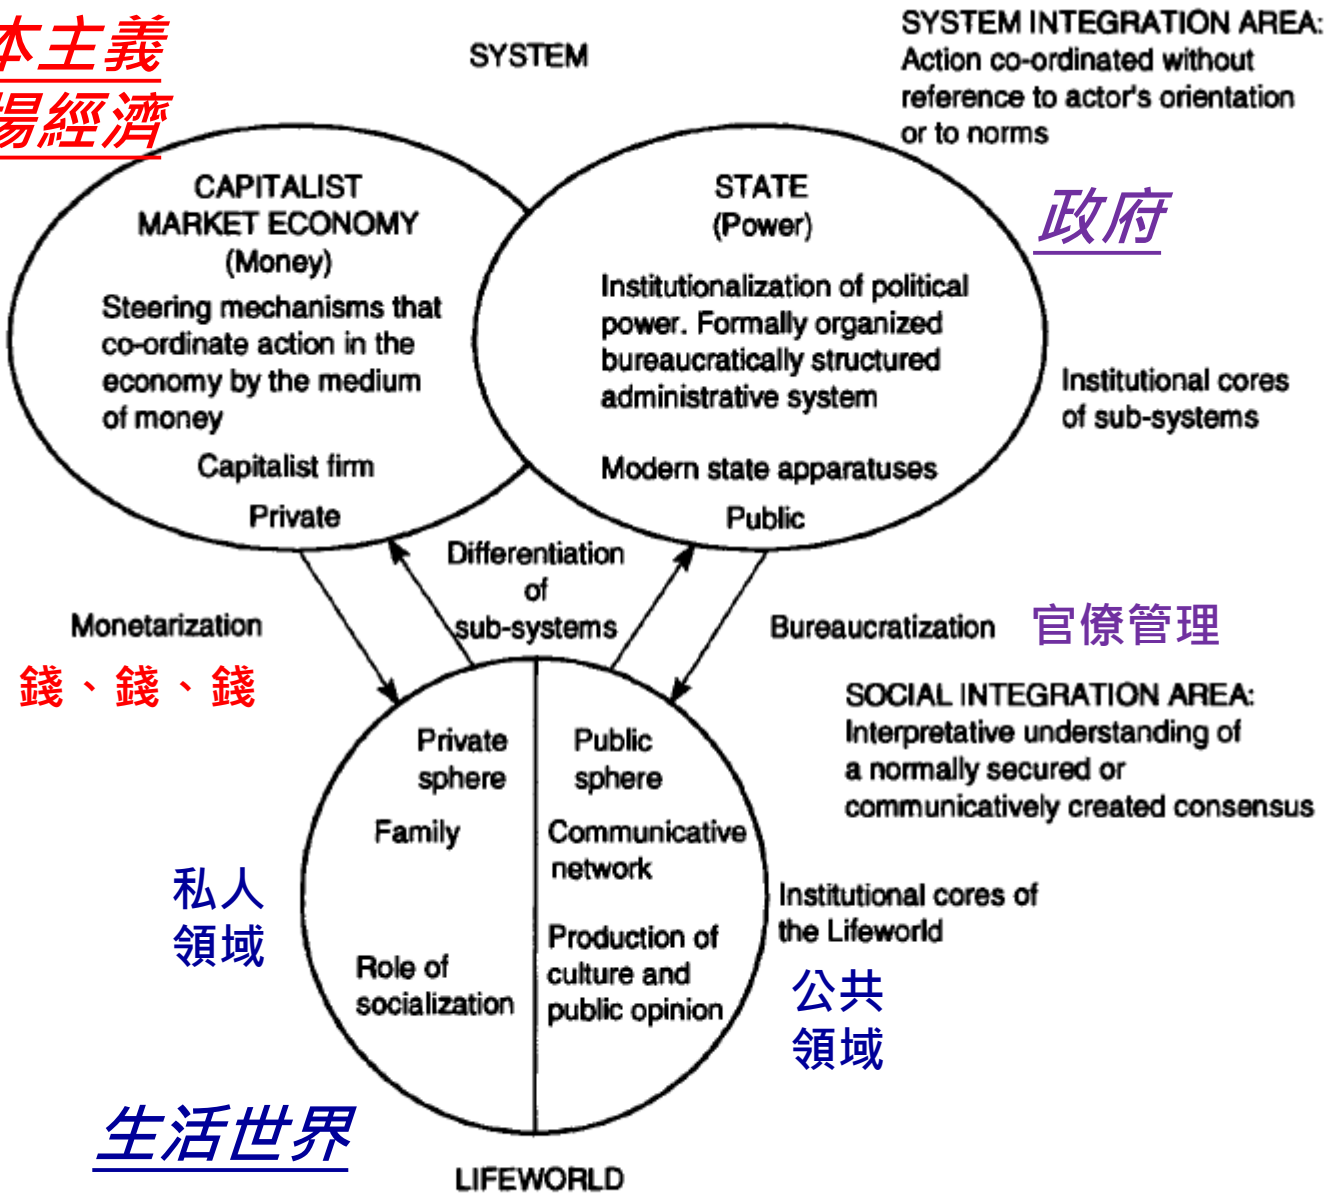 本主義
場經濟
SYSTEM
SYSTEM INTEGRATION AREA:
Action co-ordinated without
reference to actor's orientation
or to norms
CAPITALIST
MARKET ECONOMY
(Money)
Steering mechanisms that
co-ordinate action in the
economy by the medium
of money
Capitalist firm
Private
STATE
(Power)
Institutionalization of political
power. Formally organized
bureaucratically structured
administrative system
Modern state apparatuses
Public
政府
Institutional cores
of sub-systems
Differentiation
of
sub-systems
Monetarization
錢、錢、錢
Bureaucratization
官僚管理
SOCIAL INTEGRATION AREA:
Interpretative understanding of
a normally secured or
communicatively created consensus
Private
sphere
Family
Role of
socialization
Public
sphere
Communicative
network
Production of
culture and
public opinion
私人
領域
Institutional cores of
the Lifeworld
公共
領域
生活世界
LIFEWORLD